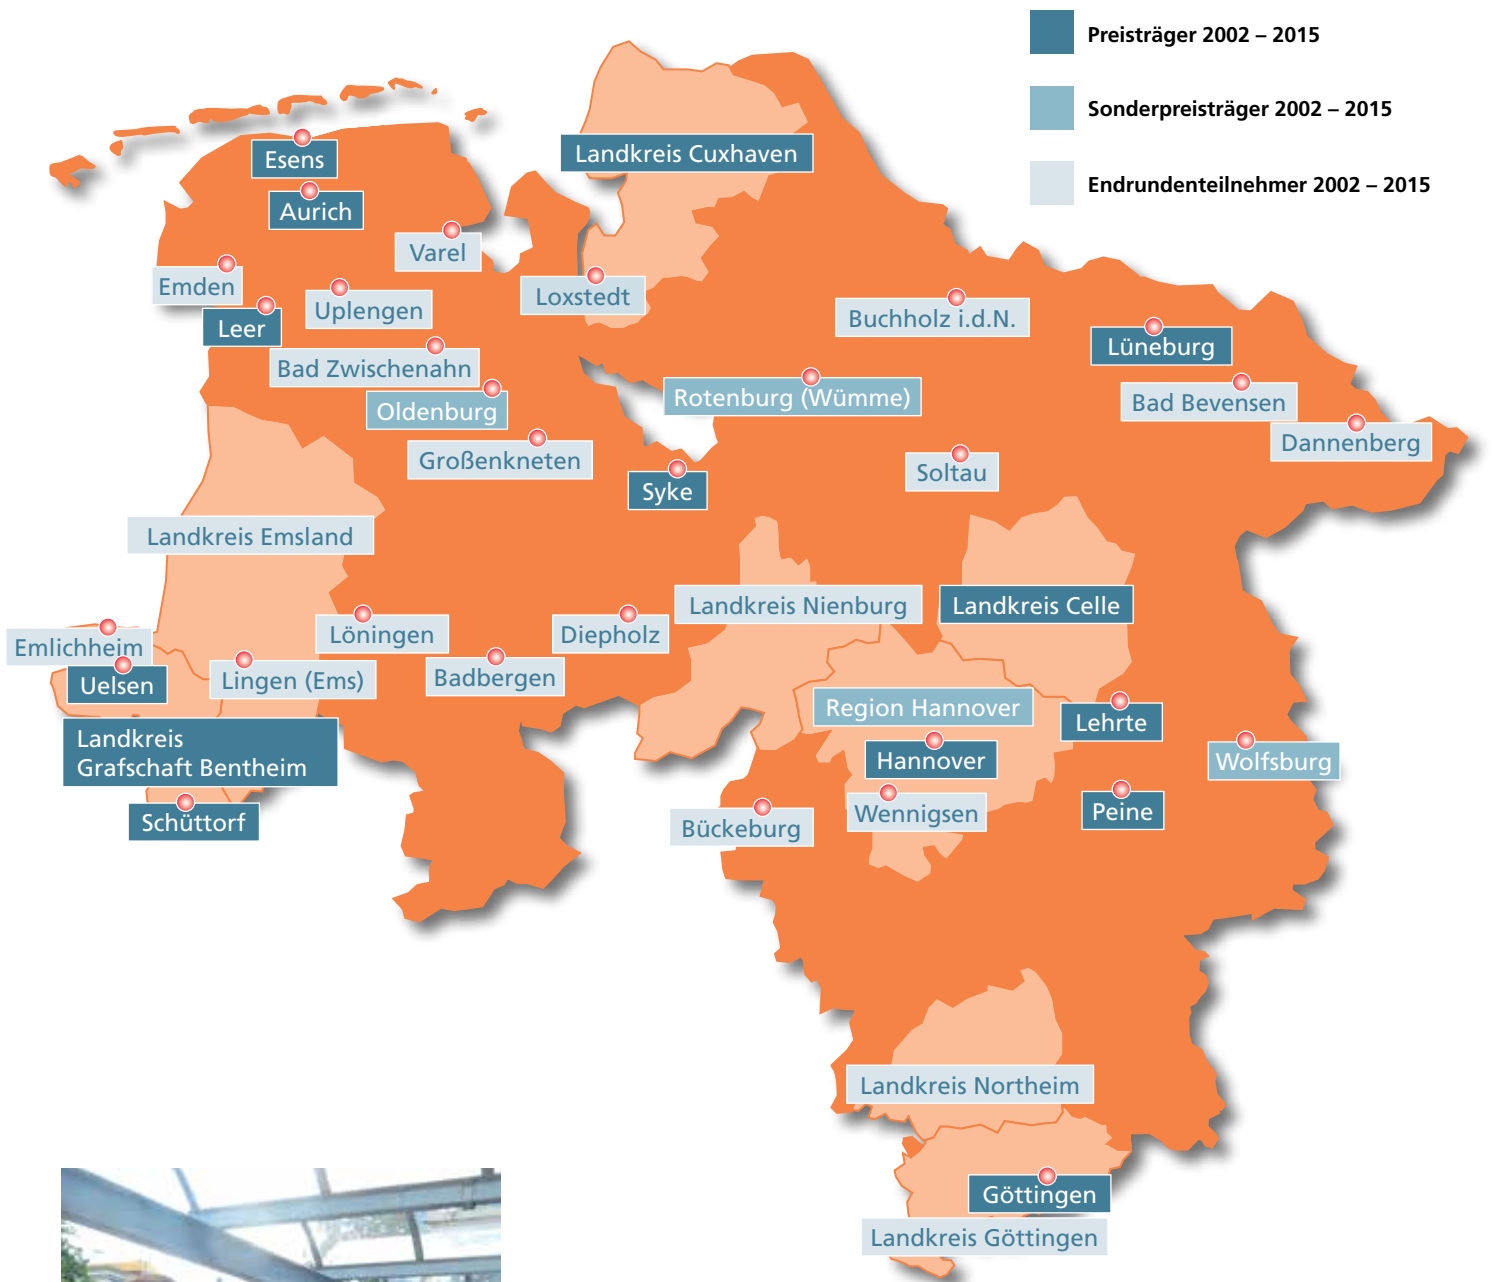 Preisträger 2002 – 2015
Sonderpreisträger 2002 – 2015
Endrundenteilnehmer 2002 – 2015
Landkreis Cuxhaven
Esens
Aurich
Varel
Emden
Uplengen
Loxstedt
Leer
Buchholz i.d.N.
Lüneburg
Bad Zwischenahn
Oldenburg
Rotenburg (Wümme)
Bad Bevensen
Dannenberg
Großenkneten
Syke
Soltau
Landkreis Emsland
Landkreis Nienburg
Landkreis Celle
Emlichheim
Löningen
Diepholz
Uelsen
Lingen (Ems)
Badbergen
Region Hannover
Lehrte
Landkreis
Grafschaft Bentheim
Hannover
Wolfsburg
Schüttorf
Bückeburg
Wennigsen
Peine
Landkreis Northeim
Göttingen
Landkreis Göttingen